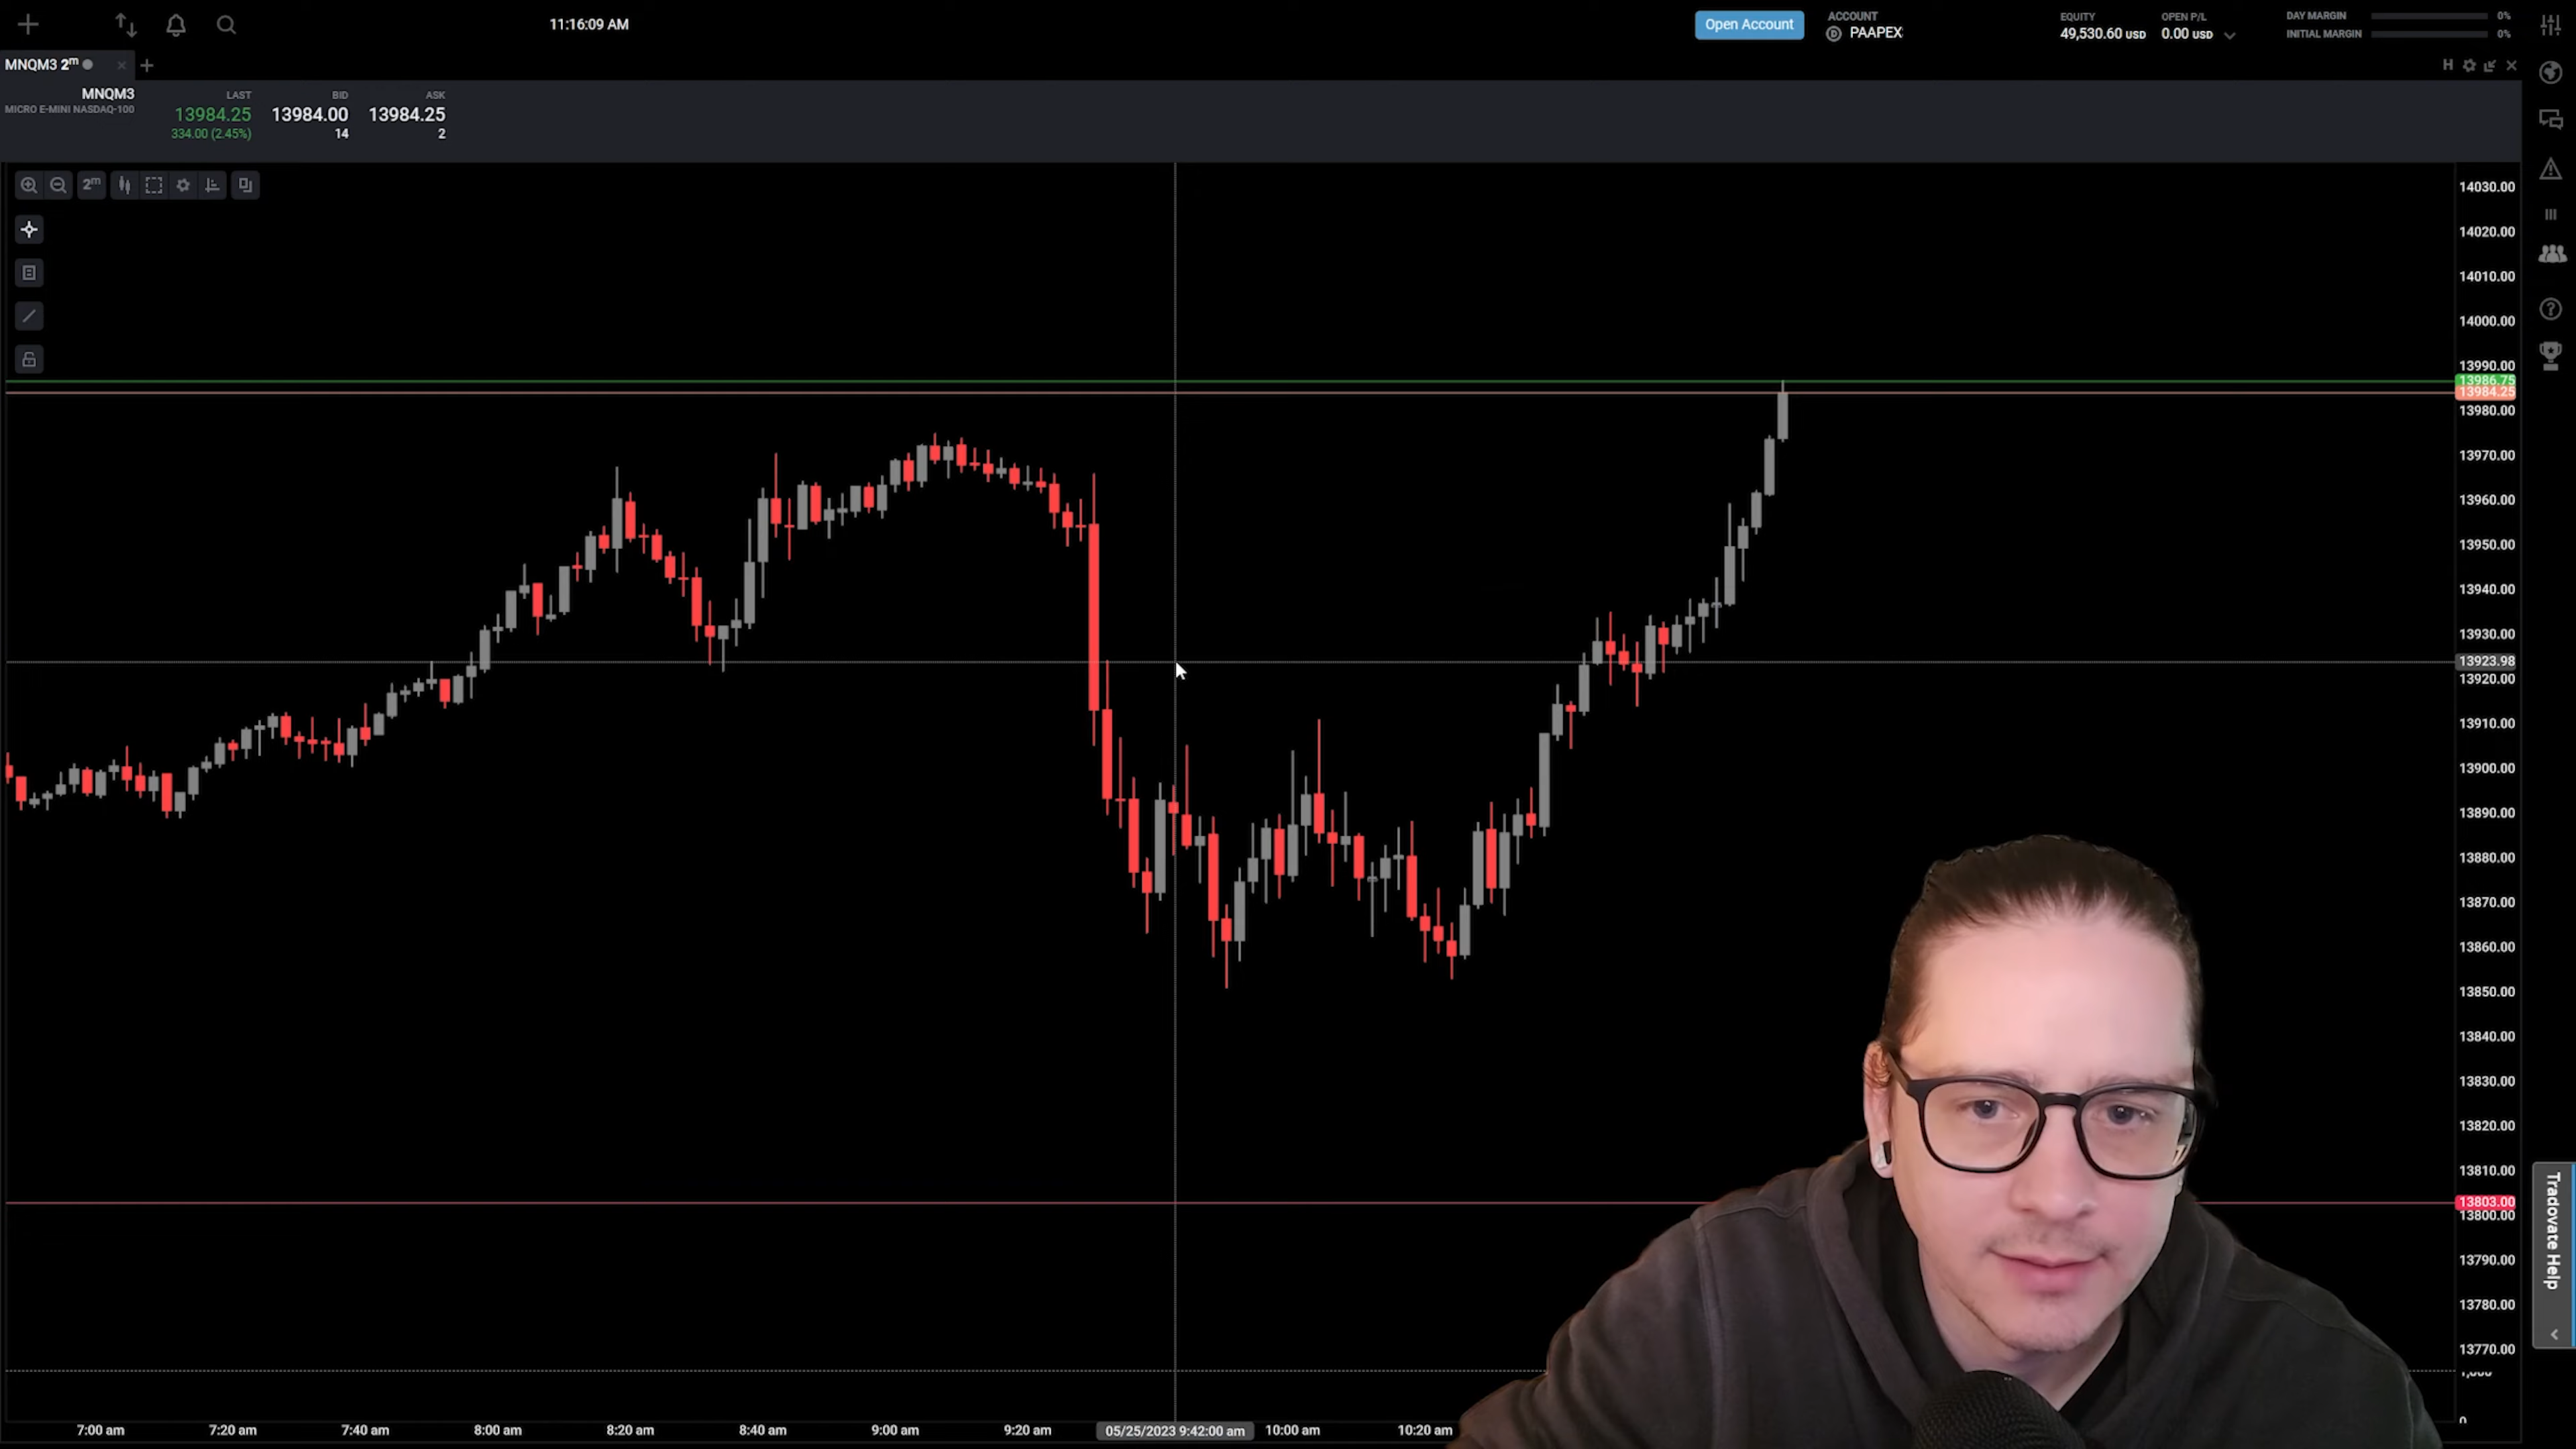 11:16:09 AM
Open Account
ACCOUNT
PAAPEX
EQUITY
49,530.60 USD
OPEN P/L
0.00 USD
DAY MARGIN 0%
INITIAL MARGIN 0%
MNQM3 2m
H
MNQM3
MICRO E-MINI NASDAQ-100
LAST
13984.25
334.00 (2.45%)
BID
13984.00
14
ASK
13984.25
2
2m
14030.00
14020.00
14010.00
14000.00
13990.00
13986.75
13984.25
13980.00
13970.00
13960.00
13950.00
13940.00
13930.00
13923.98
13920.00
13910.00
13900.00
13890.00
13880.00
13870.00
13860.00
13850.00
13840.00
13830.00
13820.00
13810.00
13803.00
13800.00
13790.00
13780.00
13770.00
0
Tradovate Help
7:00 am
7:20 am
7:40 am
8:00 am
8:20 am
8:40 am
9:00 am
9:20 am
05/25/2023 9:42:00 am
10:00 am
10:20 am